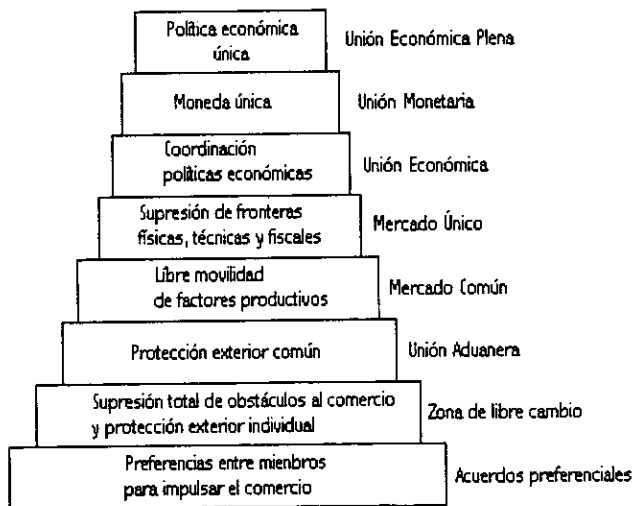 Política económica
única
Unión Económica Plena
Moneda única
Unión Monetaria
Coordinación
políticas económicas
Unión Económica
Supresión de fronteras
físicas, técnicas y fiscales
Mercado Único
Libre movilidad
de factores productivos
Mercado Común
Protección exterior común
Unión Aduanera
Supresión total de obstáculos al comercio
y protección exterior individual
Zona de libre cambio
Preferencias entre mienbros
para impulsar el comercio
Acuerdos preferenciales